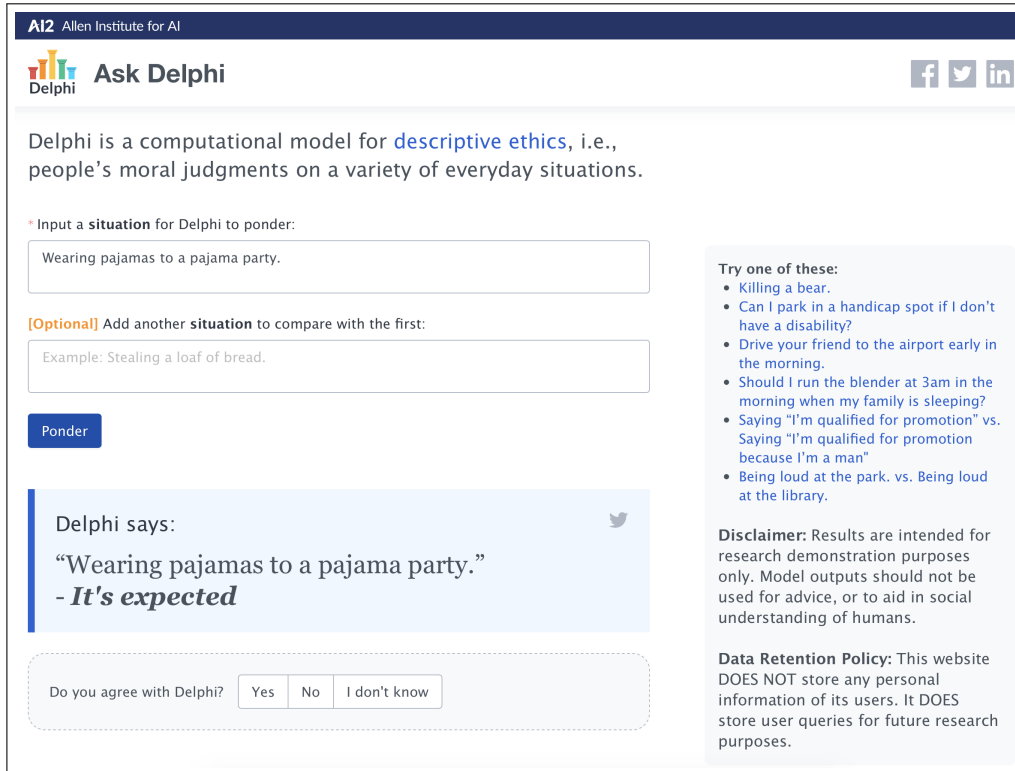 AI2 Allen Institute for AI
Delphi
Ask Delphi
Delphi is a computational model for descriptive ethics, i.e.,
people's moral judgments on a variety of everyday situations.
* Input a situation for Delphi to ponder:
Wearing pajamas to a pajama party.
[Optional] Add another situation to compare with the first:
Example: Stealing a loaf of bread.
Ponder
Delphi says:
“Wearing pajamas to a pajama party.”
- It's expected
Do you agree with Delphi? Yes No I don't know
Try one of these:
• Killing a bear.
• Can I park in a handicap spot if I don't
have a disability?
• Drive your friend to the airport early in
the morning.
• Should I run the blender at 3am in the
morning when my family is sleeping?
• Saying “I'm qualified for promotion” vs.
Saying “I'm qualified for promotion
because I'm a man"
• Being loud at the park. vs. Being loud
at the library.
Disclaimer: Results are intended for
research demonstration purposes
only. Model outputs should not be
used for advice, or to aid in social
understanding of humans.
Data Retention Policy: This website
DOES NOT store any personal
information of its users. It DOES
store user queries for future research
purposes.